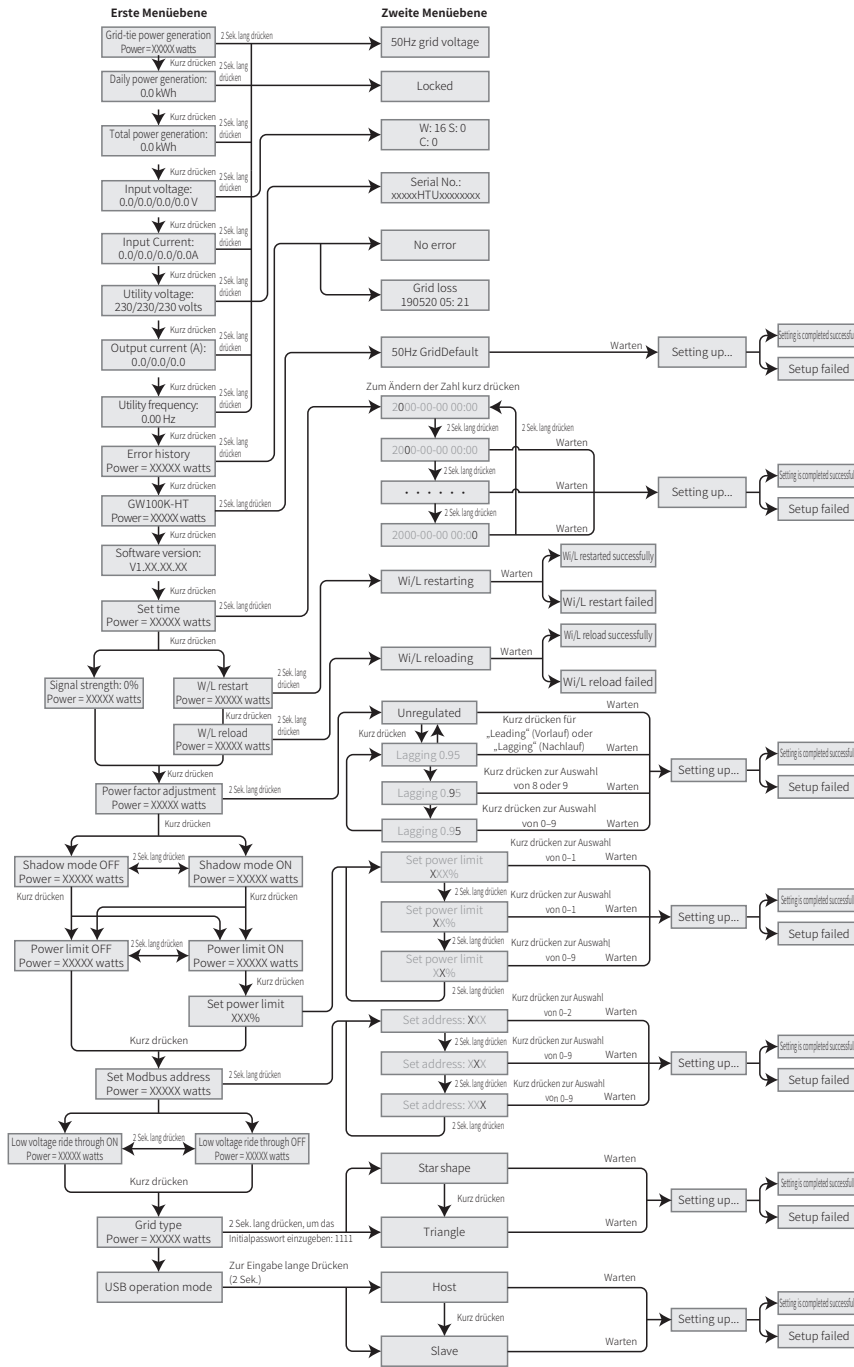 Erste Menüebene
Zweite Menüebene
Grid-tie power generation
Power = XXXXX watts
2 Sek. lang drücken
50Hz grid voltage
Kurz drücken
2 Sek. lang
drücken
Daily power generation:
0.0 kWh
Locked
Kurz drücken
2 Sek. lang
drücken
Total power generation:
0.0 kWh
W: 16 S: 0
C: 0
Kurz drücken
2 Sek. lang
drücken
Input voltage:
0.0/0.0/0.0/0.0 V
Serial No.:
xxxxxHTUxxxxxxxx
Kurz drücken
2 Sek. lang
drücken
Input Current:
0.0/0.0/0.0/0.0A
No error
Kurz drücken
2 Sek. lang
drücken
Utility voltage:
230/230/230 volts
Grid loss
190520 05: 21
Kurz drücken
2 Sek. lang
drücken
Output current (A):
0.0/0.0/0.0
50Hz GridDefault
Warten
Setting up...
Setting is completed successfull
Setup failed
Kurz drücken
2 Sek. lang
drücken
Utility frequency:
0.00 Hz
Zum Ändern der Zahl kurz drücken
2000-00-00 00:00
Kurz drücken
2 Sek. lang
drücken
2 Sek. lang drücken
2 Sek. lang drücken
Error history
Power = XXXXX watts
2000-00-00 00:00
Warten
Kurz drücken
2 Sek. lang drücken
GW100K-HT
Power = XXXXX watts
2 Sek. lang drücken
· · · · · ·
Warten
Setting up...
Setting is completed successfull
Setup failed
Kurz drücken
2 Sek. lang drücken
Software version:
V1.XX.XX.XX
2000-00-00 00:00
Warten
Kurz drücken
Set time
Power = XXXXX watts
2 Sek. lang drücken
Wi/L restarting
Warten
Wi/L restarted successfully
Wi/L restart failed
Kurz drücken
Signal strength: 0%
Power = XXXXX watts
W/L restart
Power = XXXXX watts
2 Sek. lang
drücken
Wi/L reloading
Warten
Wi/L reload successfully
Wi/L reload failed
Kurz drücken
W/L reload
Power = XXXXX watts
2 Sek. lang
drücken
Kurz drücken
Power factor adjustment
Power = XXXXX watts
2 Sek. lang drücken
Unregulated
Warten
Kurz drücken
Kurz drücken für
„Leading“ (Vorlauf) oder
„Lagging“ (Nachlauf)
Lagging 0.95
Warten
Kurz drücken zur Auswahl
von 8 oder 9
Lagging 0.95
Warten
Kurz drücken zur Auswahl
von 0–9
Lagging 0.95
Warten
Setting up...
Setting is completed successfull
Setup failed
Kurz drücken
Shadow mode OFF
Power = XXXXX watts
2 Sek. lang drücken
Shadow mode ON
Power = XXXXX watts
Kurz drücken
Kurz drücken
Power limit OFF
Power = XXXXX watts
2 Sek. lang drücken
Power limit ON
Power = XXXXX watts
Kurz drücken
Set power limit
XXX%
Set power limit
XXX%
Kurz drücken zur Auswahl
von 0–1
Warten
2 Sek. lang drücken
Set power limit
XX%
Kurz drücken zur Auswahl
von 0–1
Warten
2 Sek. lang drücken
Set power limit
XX%
Kurz drücken zur Auswahl
von 0–9
Warten
2 Sek. lang drücken
Setting up...
Setting is completed successfull
Setup failed
Kurz drücken
Set Modbus address
Power = XXXXX watts
2 Sek. lang drücken
Set address: XXX
Kurz drücken zur Auswahl
von 0–2
Warten
2 Sek. lang drücken
Set address: XXX
Kurz drücken zur Auswahl
von 0–9
Warten
2 Sek. lang drücken
Set address: XXX
Kurz drücken zur Auswahl
von 0–9
Warten
2 Sek. lang drücken
Setting up...
Setting is completed successfull
Setup failed
Low voltage ride through ON
Power = XXXXX watts
2 Sek. lang drücken
Low voltage ride through OFF
Power = XXXXX watts
Kurz drücken
Grid type
Power = XXXXX watts
2 Sek. lang drücken, um das
Initialpasswort einzugeben: 1111
Star shape
Warten
Kurz drücken
Triangle
Warten
Setting up...
Setting is completed successfull
Setup failed
USB operation mode
Zur Eingabe lange Drücken
(2 Sek.)
Host
Warten
Kurz drücken
Slave
Warten
Setting up...
Setting is completed successfull
Setup failed